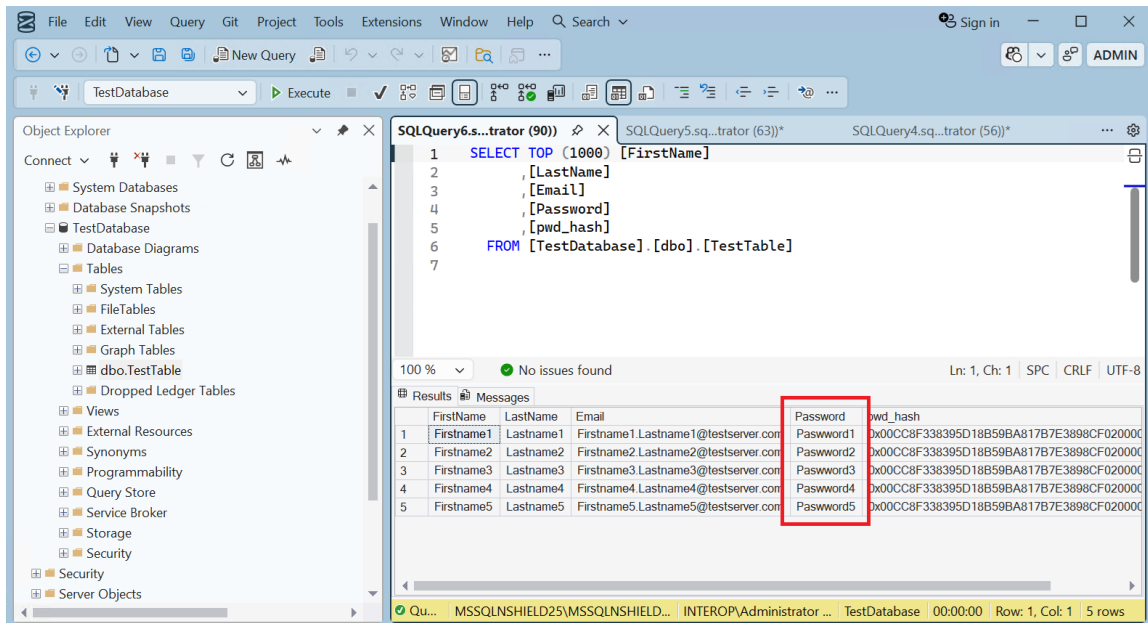 File Edit View Query Git Project Tools Extensions Window Help Search Sign in
New Query ADMIN
TestDatabase Execute
Object Explorer
Connect
System Databases
Database Snapshots
TestDatabase
Database Diagrams
Tables
System Tables
FileTables
External Tables
Graph Tables
dbo.TestTable
Dropped Ledger Tables
Views
External Resources
Synonyms
Programmability
Query Store
Service Broker
Storage
Security
Security
Server Objects
SQLQuery6.s...trator (90)) SQLQuery5.sq...trator (63))* SQLQuery4.sq...trator (56))*
1 SELECT TOP (1000) [FirstName]
2 ,[LastName]
3 ,[Email]
4 ,[Password]
5 ,[pwd_hash]
6 FROM [TestDatabase].[dbo].[TestTable]
7
100 % No issues found Ln: 1, Ch: 1 SPC CRLF UTF-8
Results Messages
FirstName LastName Email Password pwd_hash
1 Firstname1 Lastname1 Firstname1.Lastname1@testserver.com Paswword1 0x00CC8F338395D18B59BA817B7E3898CF020000
2 Firstname2 Lastname2 Firstname2.Lastname2@testserver.com Paswword2 0x00CC8F338395D18B59BA817B7E3898CF020000
3 Firstname3 Lastname3 Firstname3.Lastname3@testserver.com Paswword3 0x00CC8F338395D18B59BA817B7E3898CF020000
4 Firstname4 Lastname4 Firstname4.Lastname4@testserver.com Paswword4 0x00CC8F338395D18B59BA817B7E3898CF020000
5 Firstname5 Lastname5 Firstname5.Lastname5@testserver.com Paswword5 0x00CC8F338395D18B59BA817B7E3898CF020000
Qu... MSSQLNSHIELD25\MSSQLNSHIELD... INTEROP\Administrator ... TestDatabase 00:00:00 Row: 1, Col: 1 5 rows